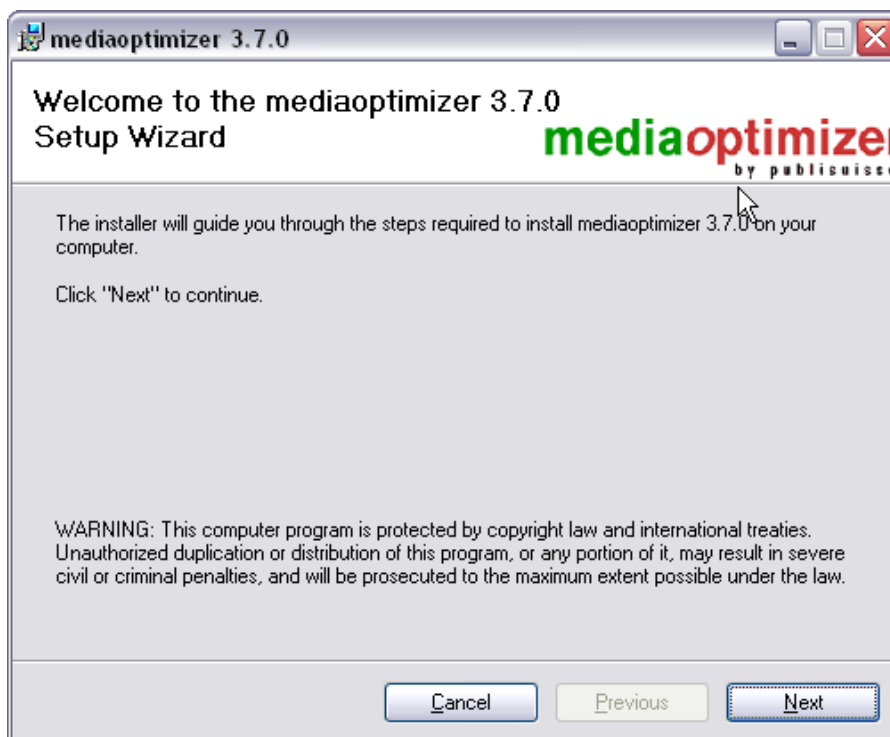 mediaoptimizer 3.7.0
Welcome to the mediaoptimizer 3.7.0
Setup Wizard
mediaoptimizer
by publisuisse
The installer will guide you through the steps required to install mediaoptimizer 3.7.0 on your
computer.
Click "Next" to continue.
WARNING: This computer program is protected by copyright law and international treaties.
Unauthorized duplication or distribution of this program, or any portion of it, may result in severe
civil or criminal penalties, and will be prosecuted to the maximum extent possible under the law.
Cancel
Previous
Next